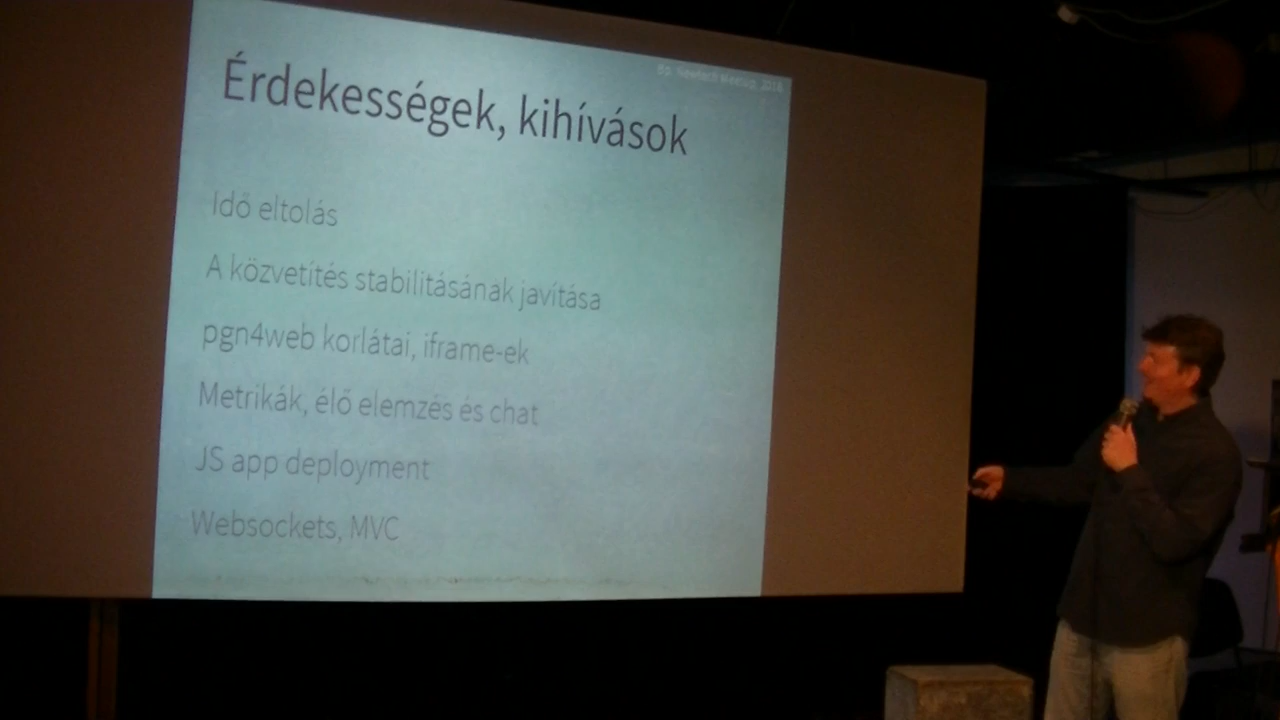 Érdekességek, kihívások
Idő eltolás
A közvetítés stabilitásának javítása
pgn4web korlátai, iframe-ek
Metrikák, élő elemzés és chat
JS app deployment
Websockets, MVC